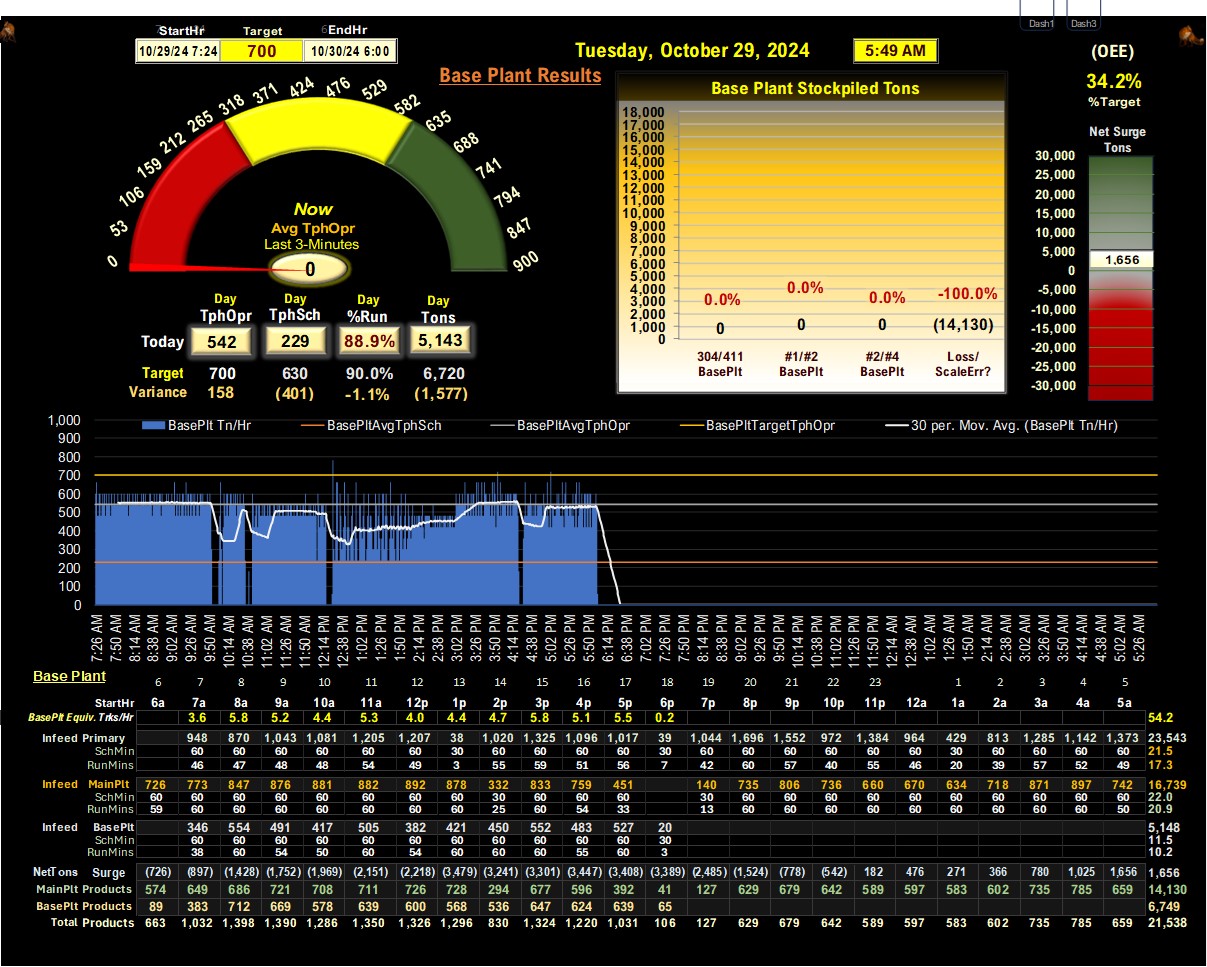 Dash1 Dash3
StartHr Target EndHr
10/29/24 7:24 700 10/30/24 6:00
Tuesday, October 29, 2024 5:49 AM
(OEE)
34.2%
%Target
Base Plant Results
Base Plant Stockpiled Tons
0 53 106 159 212 265 318 371 424 476 529 582 635 688 741 794 847 900
Now
Avg TphOpr
Last 3-Minutes
0
Day Day Day Day
TphOpr TphSch %Run Tons
Today 542 229 88.9% 5,143
Target 700 630 90.0% 6,720
Variance 158 (401) -1.1% (1,577)
18,000
17,000
16,000
15,000
14,000
13,000
12,000
11,000
10,000
9,000
8,000
7,000
6,000
5,000
4,000
3,000
2,000
1,000
0
0.0% 0.0% 0.0% -100.0%
0 0 0 (14,130)
304/411 #1/#2 #2/#4 Loss/
BasePlt BasePlt BasePlt ScaleErr?
Net Surge
Tons
30,000
25,000
20,000
15,000
10,000
5,000
1,656
0
-5,000
-10,000
-15,000
-20,000
-25,000
-30,000
BasePlt Tn/Hr BasePltAvgTphSch BasePltAvgTphOpr BasePltTargetTphOpr 30 per. Mov. Avg. (BasePlt Tn/Hr)
1,000
900
800
700
600
500
400
300
200
100
0
7:26 AM 7:50 AM 8:14 AM 8:38 AM 9:02 AM 9:26 AM 9:50 AM 10:14 AM 10:38 AM 11:02 AM 11:26 AM 11:50 AM 12:14 PM 12:38 PM 1:02 PM 1:26 PM 1:50 PM 2:14 PM 2:38 PM 3:02 PM 3:26 PM 3:50 PM 4:14 PM 4:38 PM 5:02 PM 5:26 PM 5:50 PM 6:14 PM 6:38 PM 7:02 PM 7:26 PM 7:50 PM 8:14 PM 8:38 PM 9:02 PM 9:26 PM 9:50 PM 10:14 PM 10:38 PM 11:02 PM 11:26 PM 11:50 PM 12:14 AM 12:38 AM 1:02 AM 1:26 AM 1:50 AM 2:14 AM 2:38 AM 3:02 AM 3:26 AM 3:50 AM 4:14 AM 4:38 AM 5:02 AM 5:26 AM
Base Plant
6 7 8 9 10 11 12 13 14 15 16 17 18 19 20 21 22 23 1 2 3 4 5
StartHr 6a 7a 8a 9a 10a 11a 12p 1p 2p 3p 4p 5p 6p 7p 8p 9p 10p 11p 12a 1a 2a 3a 4a 5a
BasePlt Equiv. Trks/Hr 3.6 5.8 5.2 4.4 5.3 4.0 4.4 4.7 5.8 5.1 5.5 0.2 54.2
Infeed Primary 948 870 1,043 1,081 1,205 1,207 38 1,020 1,325 1,096 1,017 39 1,044 1,696 1,552 972 1,384 964 429 813 1,285 1,142 1,373 23,543
SchMin 60 60 60 60 60 60 30 60 60 60 60 30 60 60 60 60 60 60 30 60 60 60 60 21.5
RunMins 46 47 48 48 54 49 3 55 59 51 56 7 42 60 57 40 55 46 20 39 57 52 49 17.3
Infeed MainPlt 726 773 847 876 881 882 892 878 332 833 759 451 140 735 806 736 660 670 634 718 871 897 742 16,739
SchMin 60 60 60 60 60 60 60 60 30 60 60 60 30 60 60 60 60 60 60 60 60 60 60 22.0
RunMins 59 60 60 60 60 60 60 60 25 60 54 33 13 60 60 60 60 60 60 60 60 60 50 20.9
Infeed BasePlt 346 554 491 417 505 382 421 450 552 483 527 20 5,148
SchMin 60 60 60 60 60 60 60 60 60 60 60 30 11.5
RunMins 38 60 54 50 60 54 60 60 60 55 60 3 10.2
NetTons Surge (726) (897) (1,428) (1,752) (1,969) (2,151) (2,218) (3,479) (3,241) (3,301) (3,447) (3,408) (3,389) (2,485) (1,524) (778) (542) 182 476 271 366 780 1,025 1,656 1,656
MainPlt Products 574 649 686 721 708 711 726 728 294 677 596 392 41 127 629 679 642 589 597 583 602 735 785 659 14,130
BasePlt Products 89 383 712 669 578 639 600 568 536 647 624 639 65 6,749
Total Products 663 1,032 1,398 1,390 1,286 1,350 1,326 1,296 830 1,324 1,220 1,031 106 127 629 679 642 589 597 583 602 735 785 659 21,538